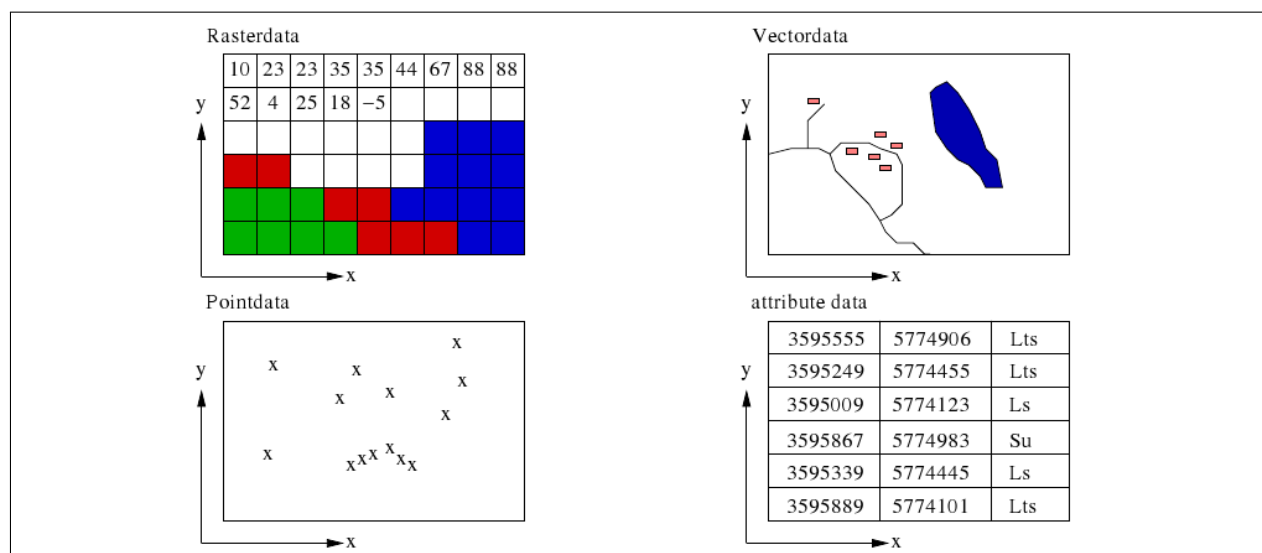 Rasterdata
10 23 23 35 35 44 67 88 88
52 4 25 18 −5
y
x
Vectordata
y
x
Pointdata
x
x
x
x
x
x
x
x
x x x x x x
y
x
attribute data
3595555 5774906 Lts
3595249 5774455 Lts
3595009 5774123 Ls
3595867 5774983 Su
3595339 5774445 Ls
3595889 5774101 Lts
y
x